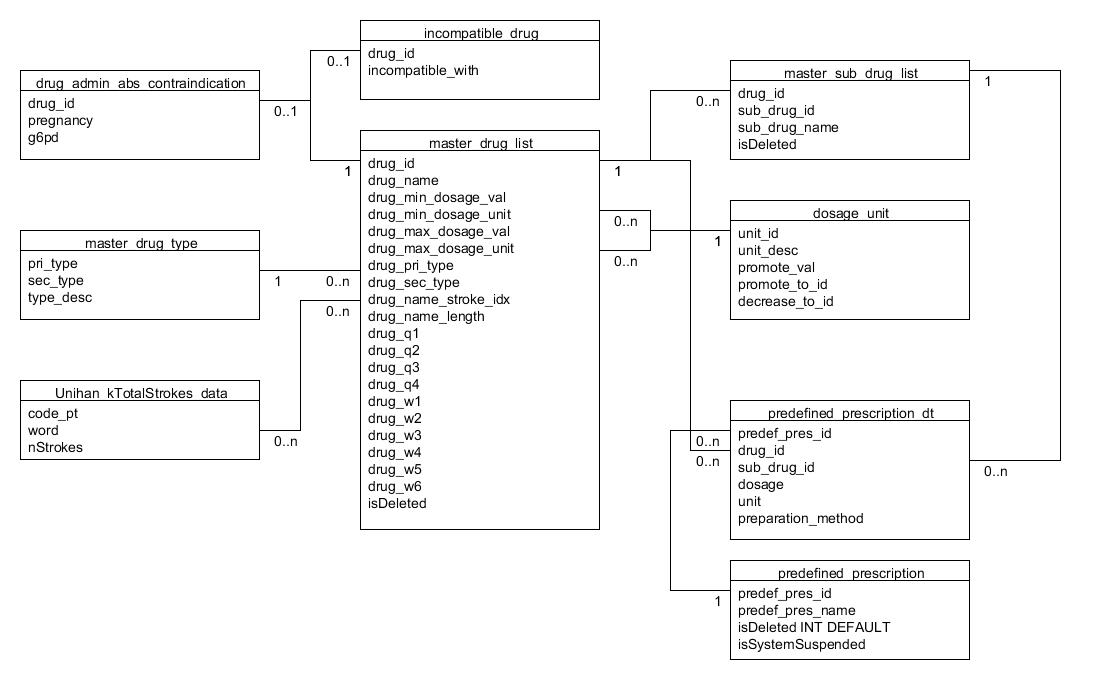 incompatible_drug
drug_id
incompatible_with
0..1
drug_admin_abs_contraindication
drug_id
pregnancy
g6pd
0..1
master_sub_drug_list
drug_id
sub_drug_id
sub_drug_name
isDeleted
1
0..n
master_drug_list
drug_id
drug_name
drug_min_dosage_val
drug_min_dosage_unit
drug_max_dosage_val
drug_max_dosage_unit
drug_pri_type
drug_sec_type
drug_name_stroke_idx
drug_name_length
drug_q1
drug_q2
drug_q3
drug_q4
drug_w1
drug_w2
drug_w3
drug_w4
drug_w5
drug_w6
isDeleted
1
1
0..n
0..n
dosage_unit
unit_id
unit_desc
promote_val
promote_to_id
decrease_to_id
1
master_drug_type
pri_type
sec_type
type_desc
1
0..n
0..n
Unihan_kTotalStrokes_data
code_pt
word
nStrokes
0..n
predefined_prescription_dt
predef_pres_id
drug_id
sub_drug_id
dosage
unit
preparation_method
0..n
0..n
0..n
predefined_prescription
predef_pres_id
predef_pres_name
isDeleted INT DEFAULT
isSystemSuspended
1